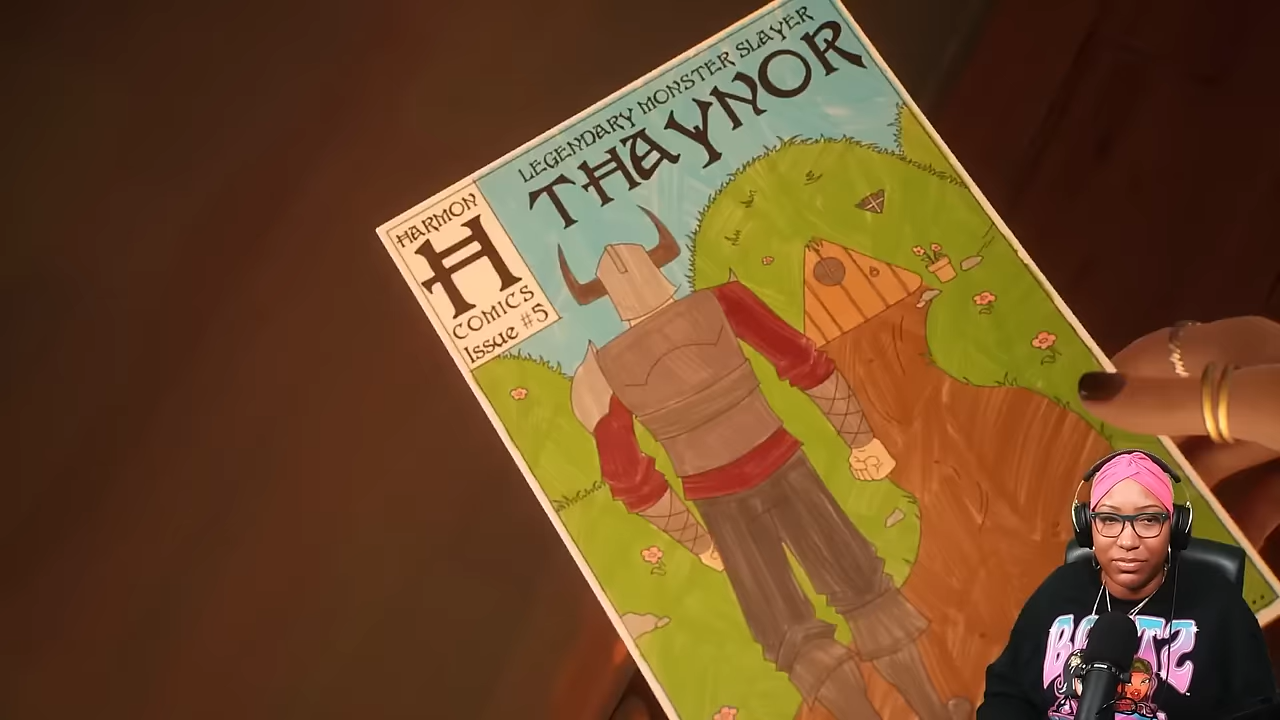 LEGENDARY MONSTER SLAYER
THAYNOR
HARMON
H
COMICS
Issue #5